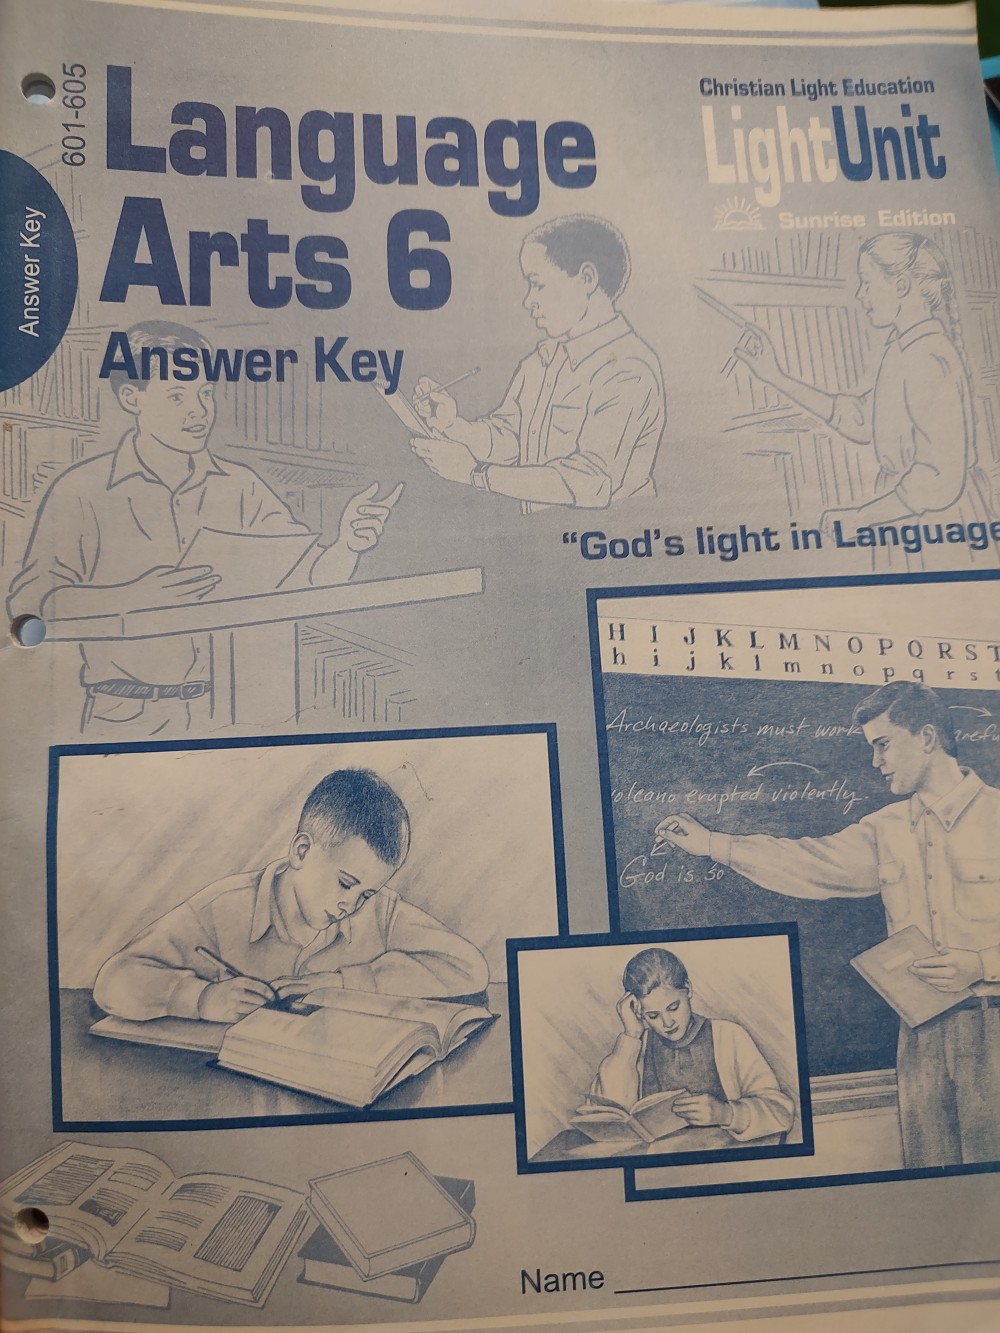 601-605
Language
Arts 6
Answer Key
Answer Key
Christian Light Education
LightUnit
Sunrise Edition
"God's light in Language
H I J K L M N O P Q R S T
h i j k l m n o p q r s t
Archaeologists must work
erupted violently
God is so
Name